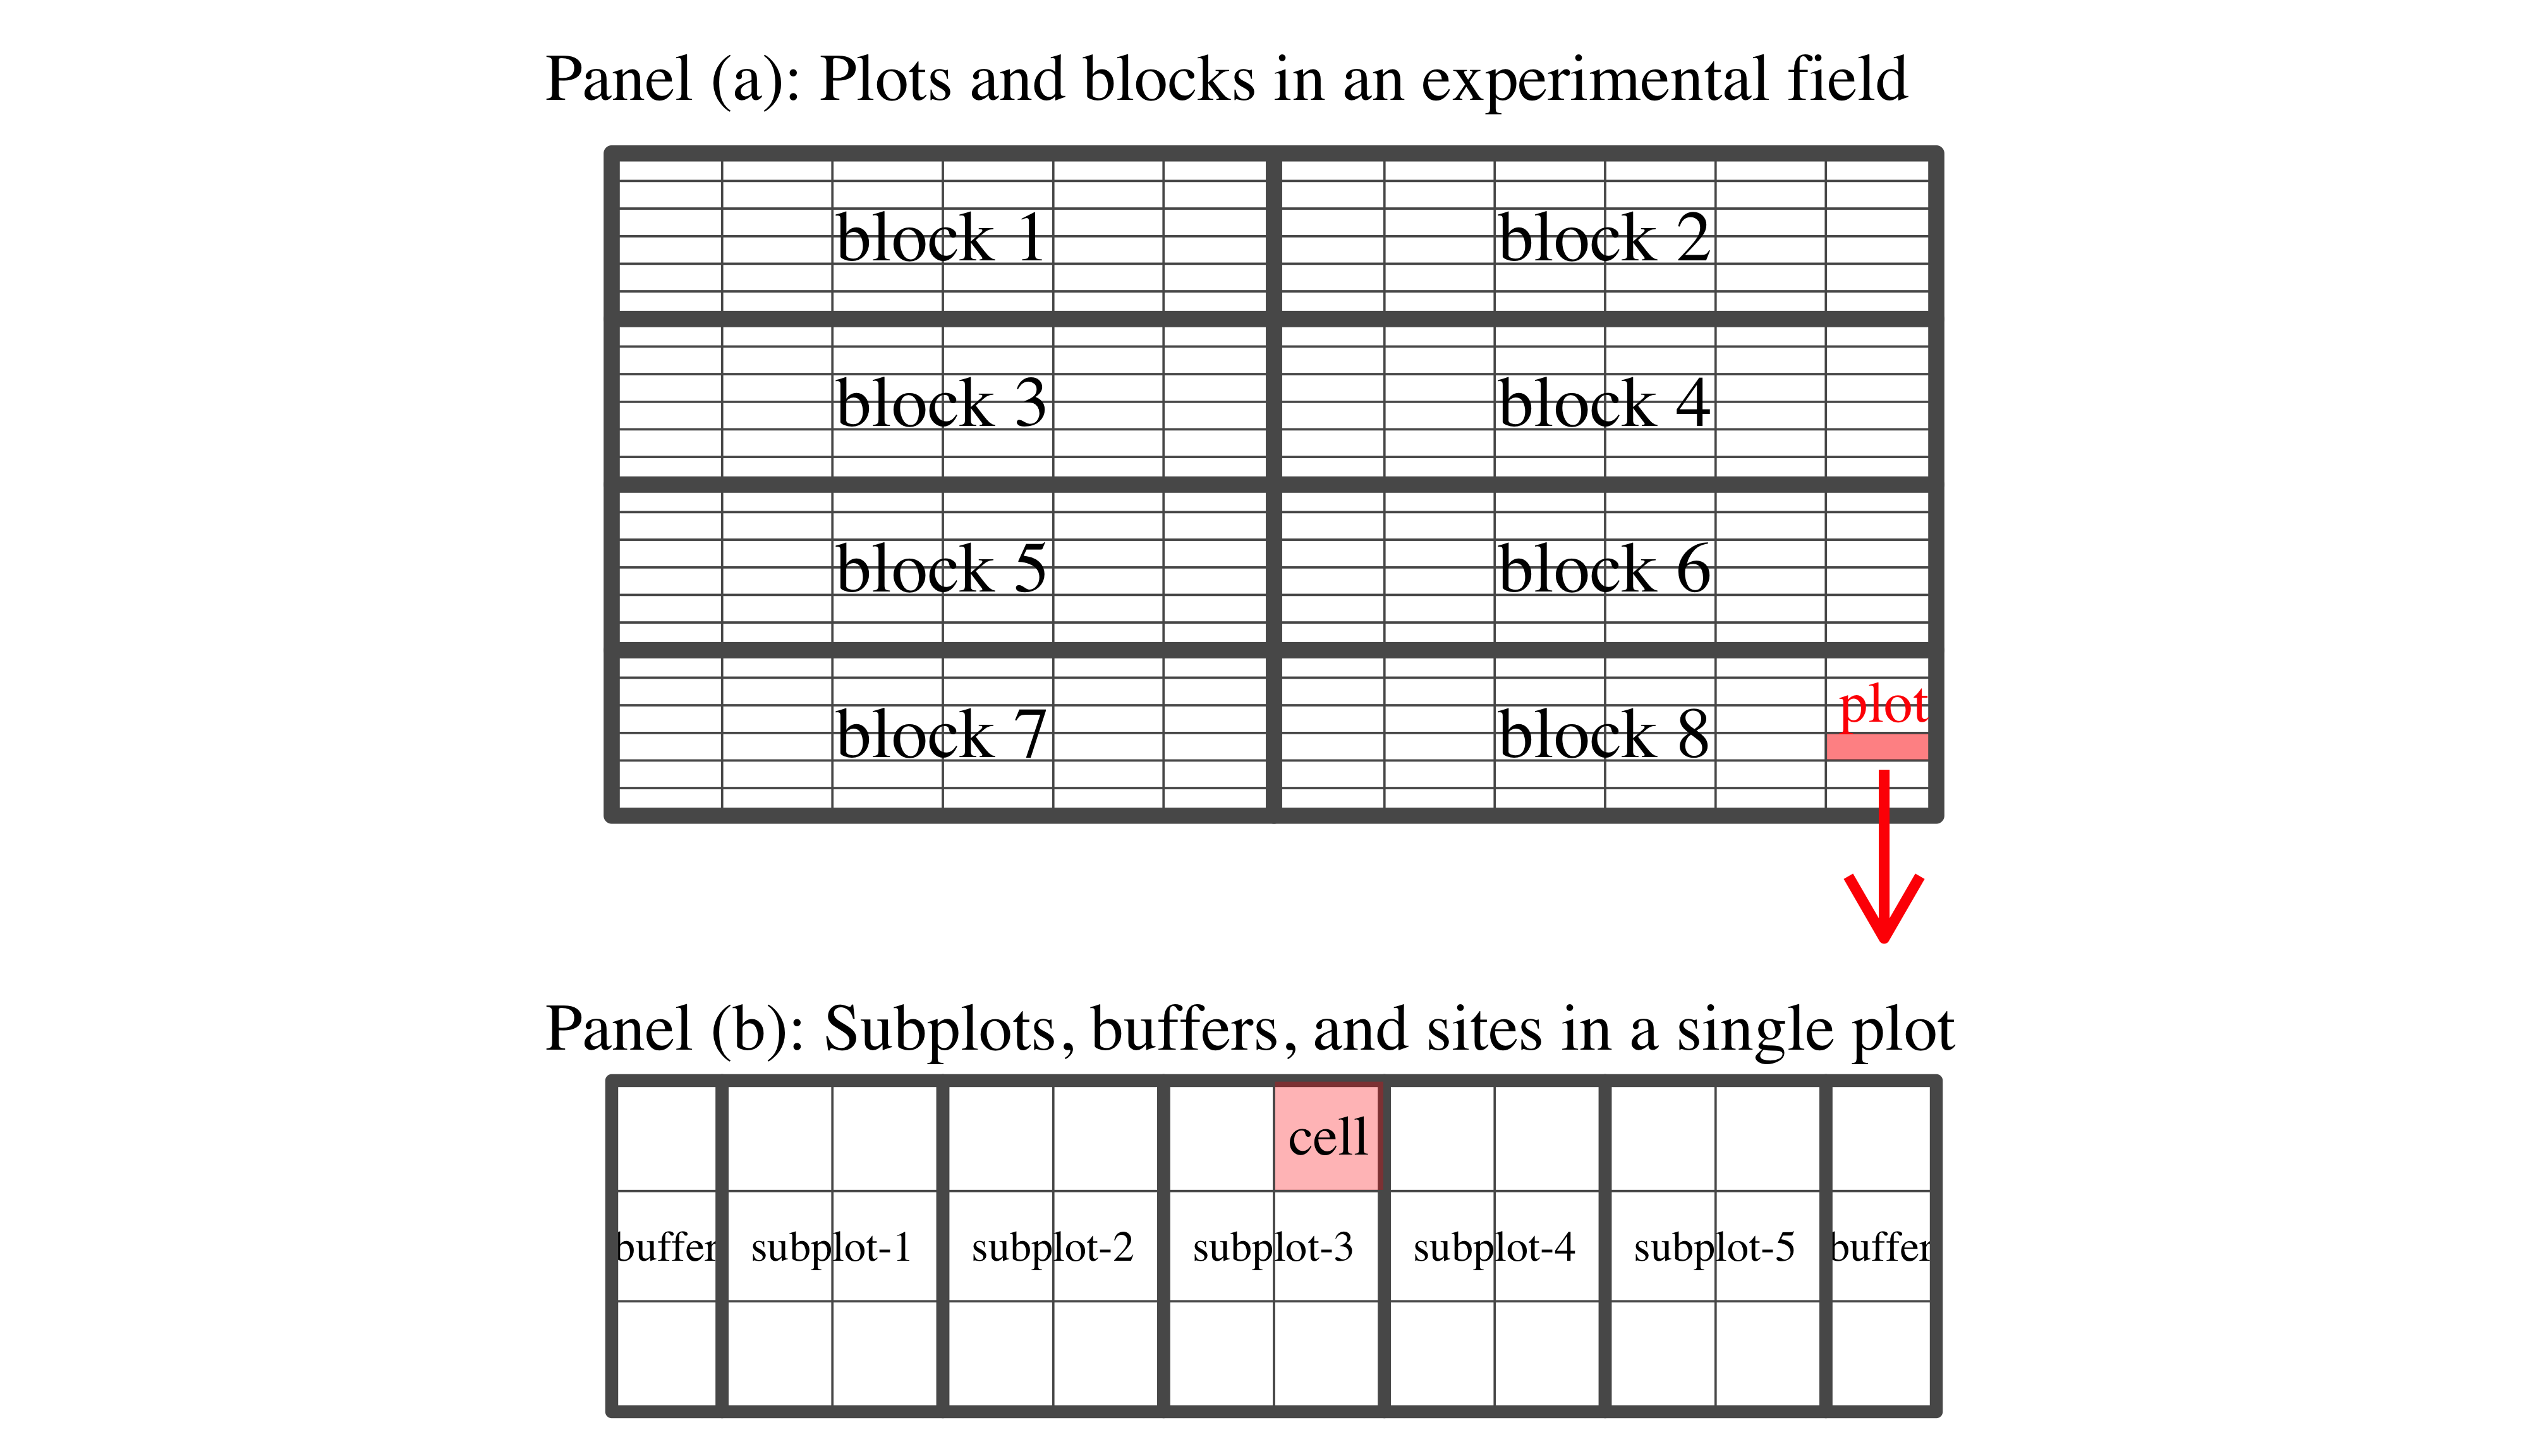 Panel (a): Plots and blocks in an experimental field
block 1
block 2
block 3
block 4
block 5
block 6
block 7
block 8
plot
Panel (b): Subplots, buffers, and sites in a single plot
cell
buffer
subplot-1
subplot-2
subplot-3
subplot-4
subplot-5
buffer